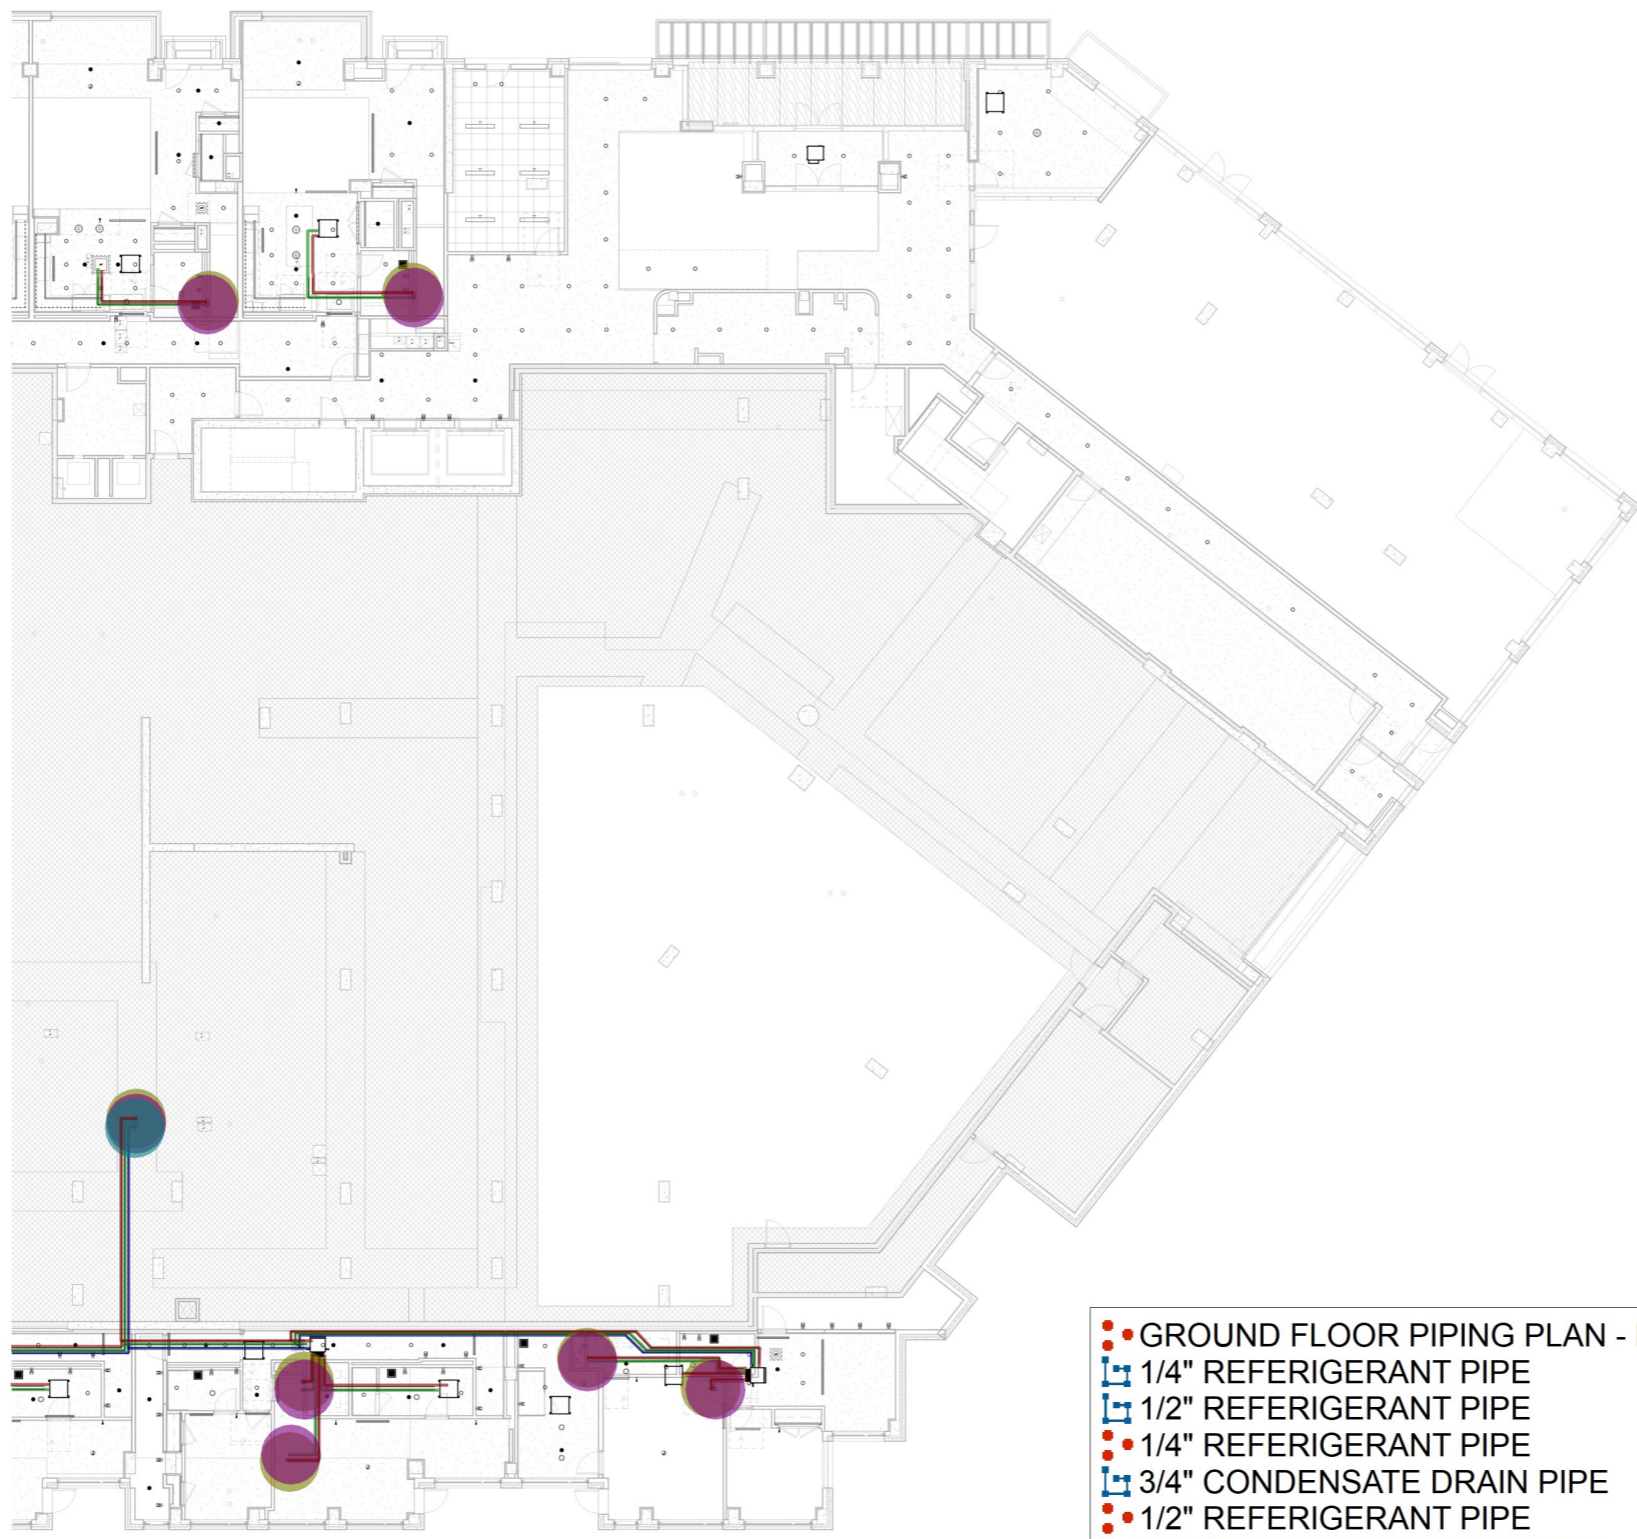 GROUND FLOOR PIPING PLAN -
1/4" REFERIGERANT PIPE
1/2" REFERIGERANT PIPE
1/4" REFERIGERANT PIPE
3/4" CONDENSATE DRAIN PIPE
1/2" REFERIGERANT PIPE